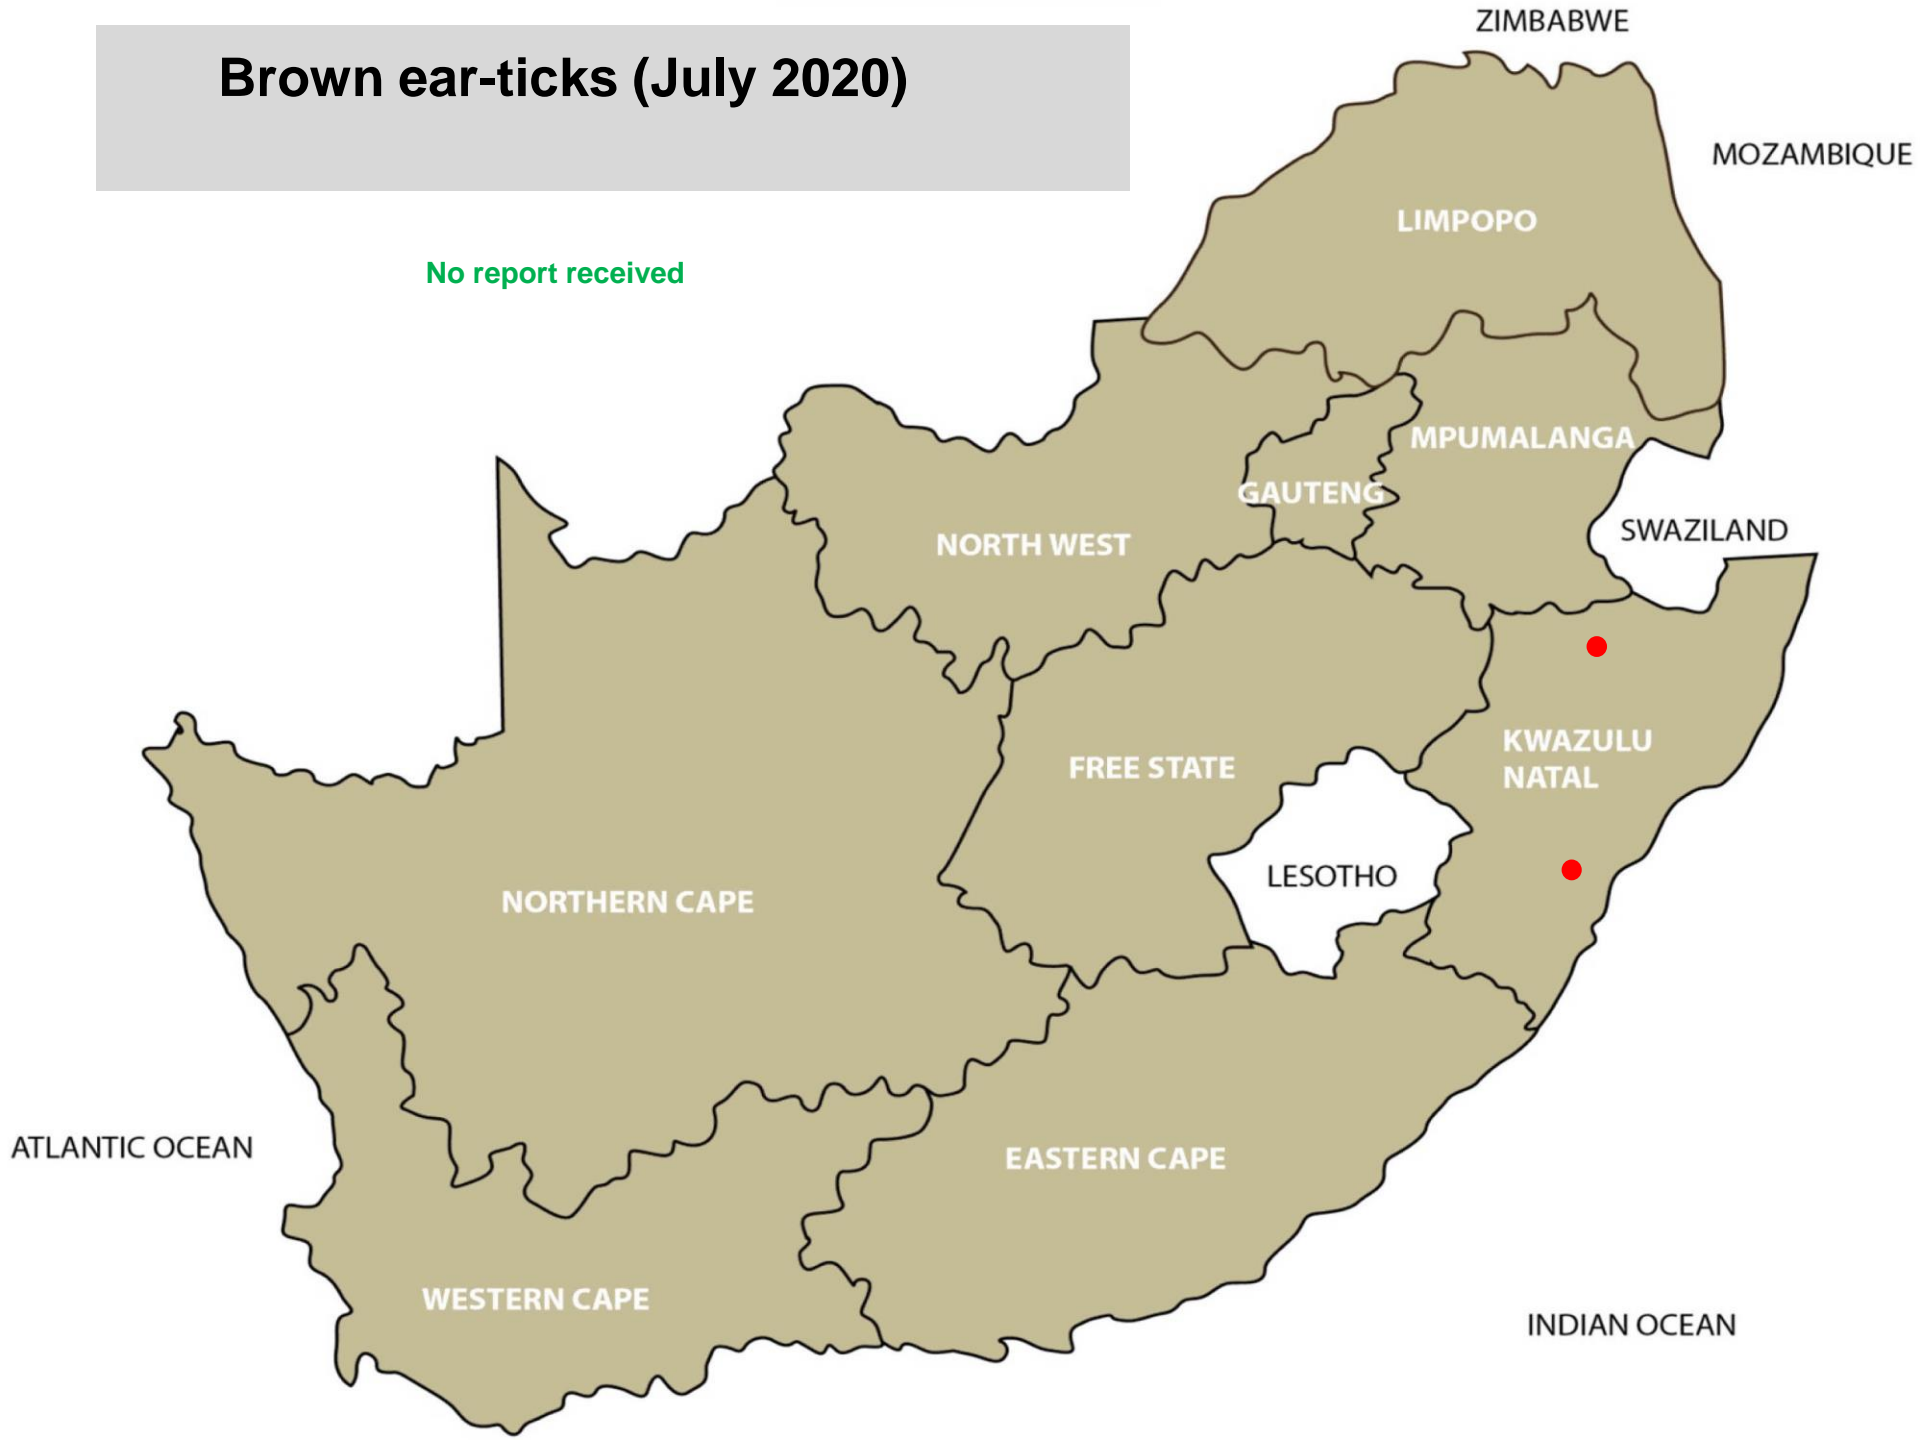 ZIMBABWE
Brown ear-ticks (July 2020)
MOZAMBIQUE
LIMPOPO
No report received
MPUMALANGA
GAUTENG
SWAZILAND
NORTH WEST
KWAZULU
NATAL
FREE STATE
LESOTHO
NORTHERN CAPE
ATLANTIC OCEAN
EASTERN CAPE
WESTERN CAPE
INDIAN OCEAN